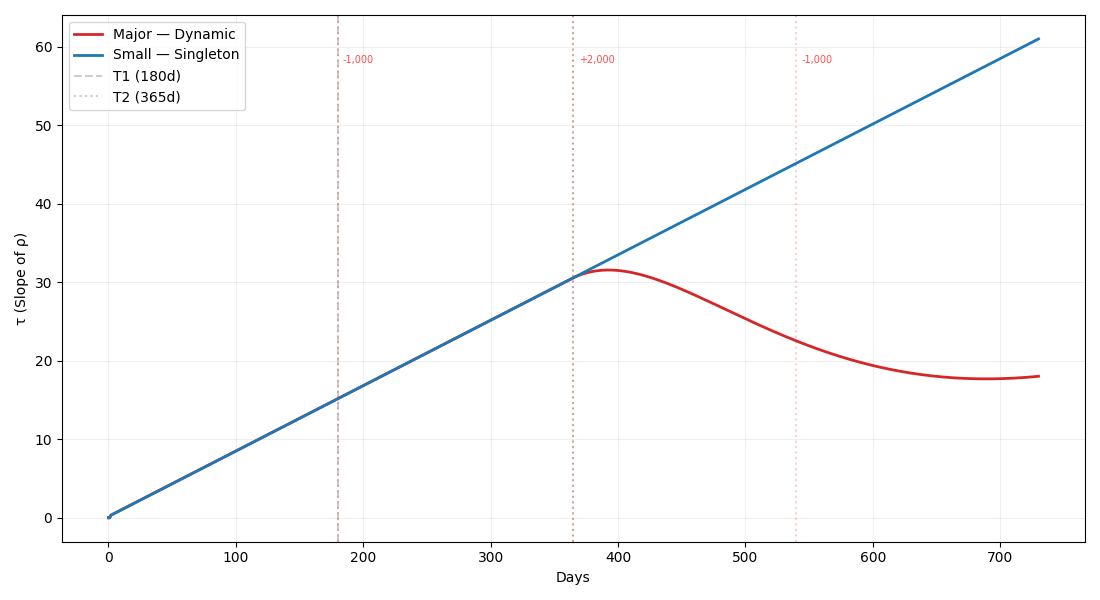 Major — Dynamic
Small — Singleton
T1 (180d)
T2 (365d)
-1,000
+2,000
-1,000
60
50
40
30
20
10
0
τ (Slope of ρ)
0 100 200 300 400 500 600 700
Days